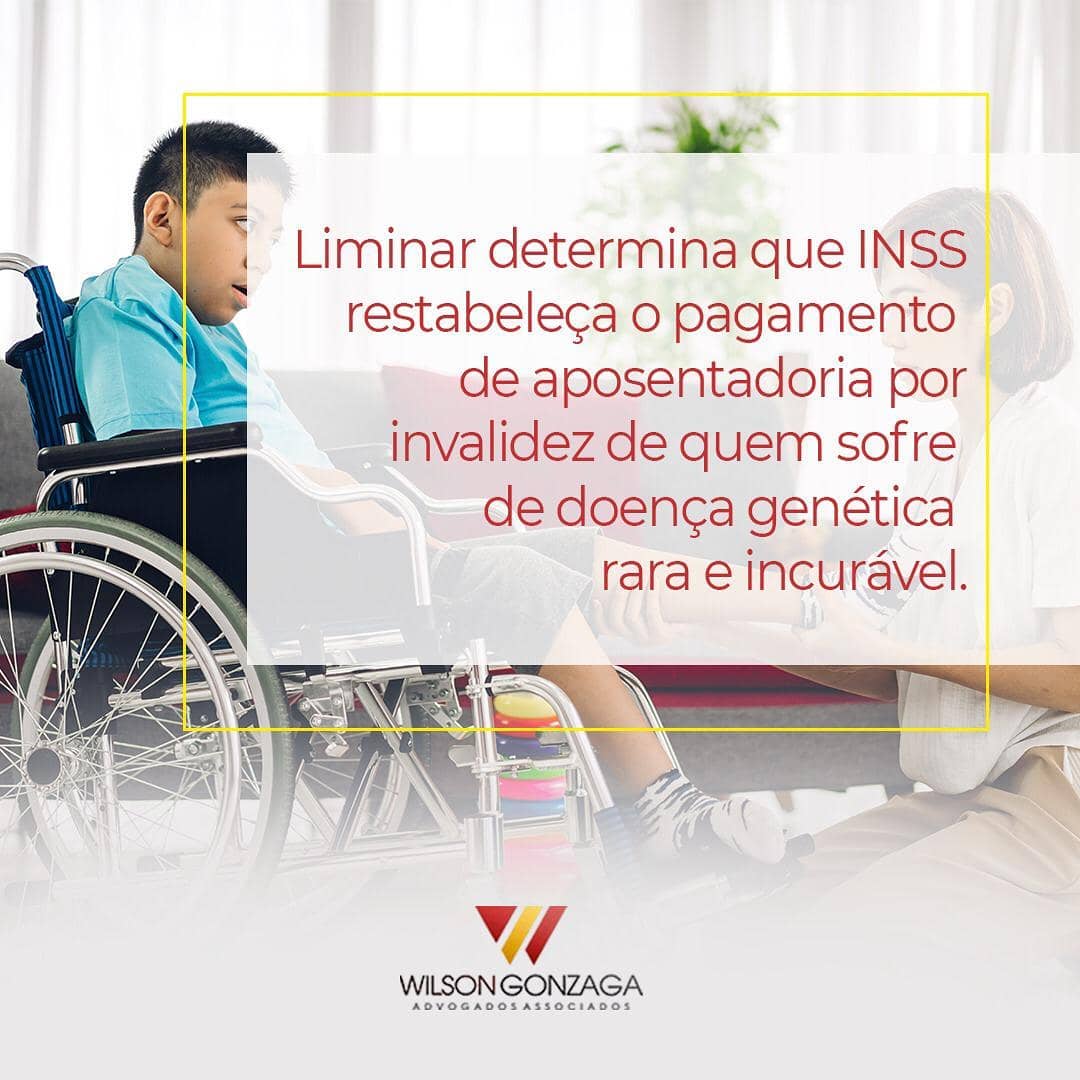 Liminar determina que INSS
restabeleça o pagamento
de aposentadoria por
invalidez de quem sofre
de doença genética
rara e incurável.
WILSON GONZAGA
ADVOGADOS ASSOCIADOS